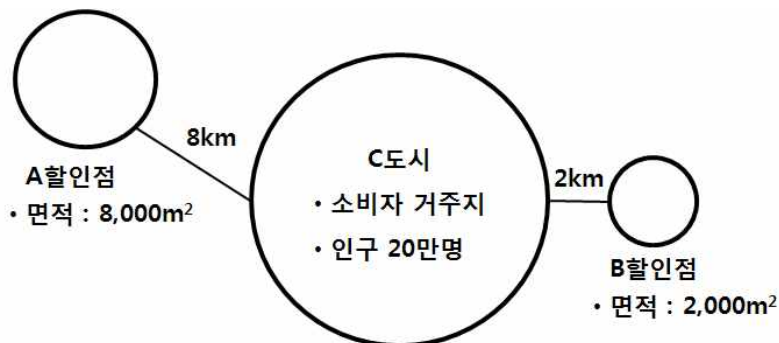 8km
A할인점
• 면적 : 8,000m²
C도시
• 소비자 거주지
• 인구 20만명
2km
B할인점
• 면적 : 2,000m²